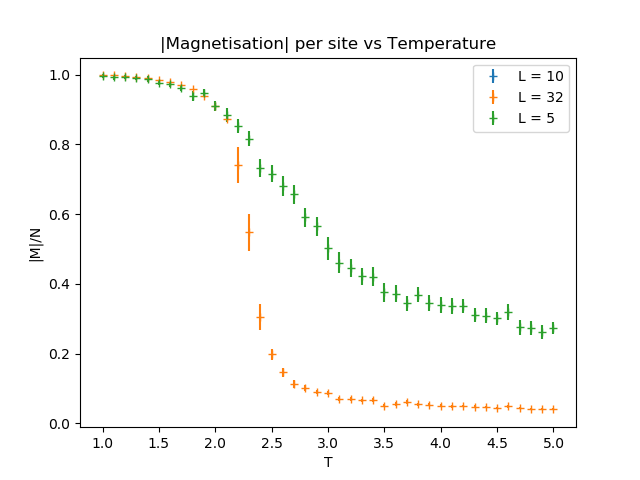 |Magnetisation| per site vs Temperature
1.0
0.8
0.6
0.4
0.2
0.0
|M|/N
L = 10
L = 32
L = 5
1.0 1.5 2.0 2.5 3.0 3.5 4.0 4.5 5.0
T